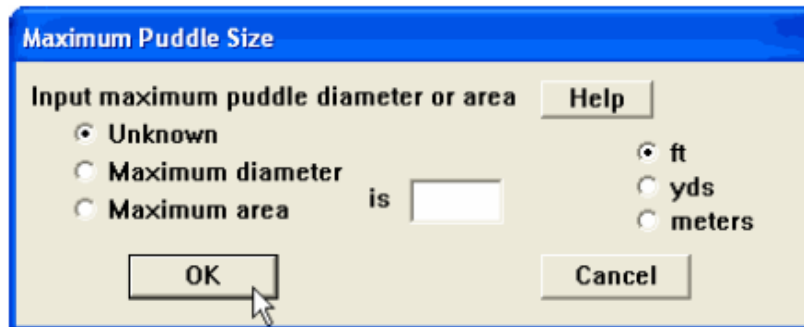 Maximum Puddle Size
Input maximum puddle diameter or area
Help
Unknown
Maximum diameter
Maximum area
is
ft
yds
meters
OK
Cancel